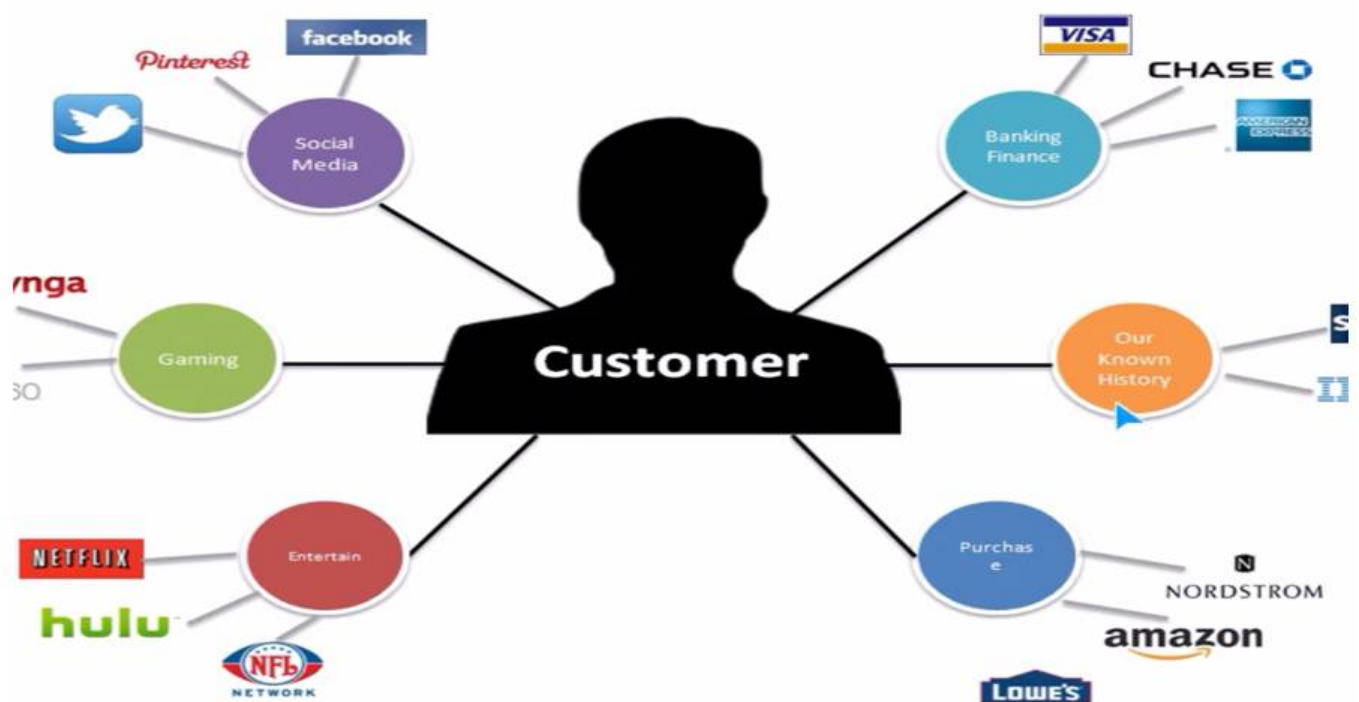 facebook
Pinterest
Social
Media
VISA
CHASE
AMERICAN
EXPRESS
Banking
Finance
ynga
Gaming
Customer
Our
Known
History
S
NETFLIX
hulu
Entertain
NFL
NETWORK
Purchas
e
N
NORDSTROM
amazon
LOWE'S